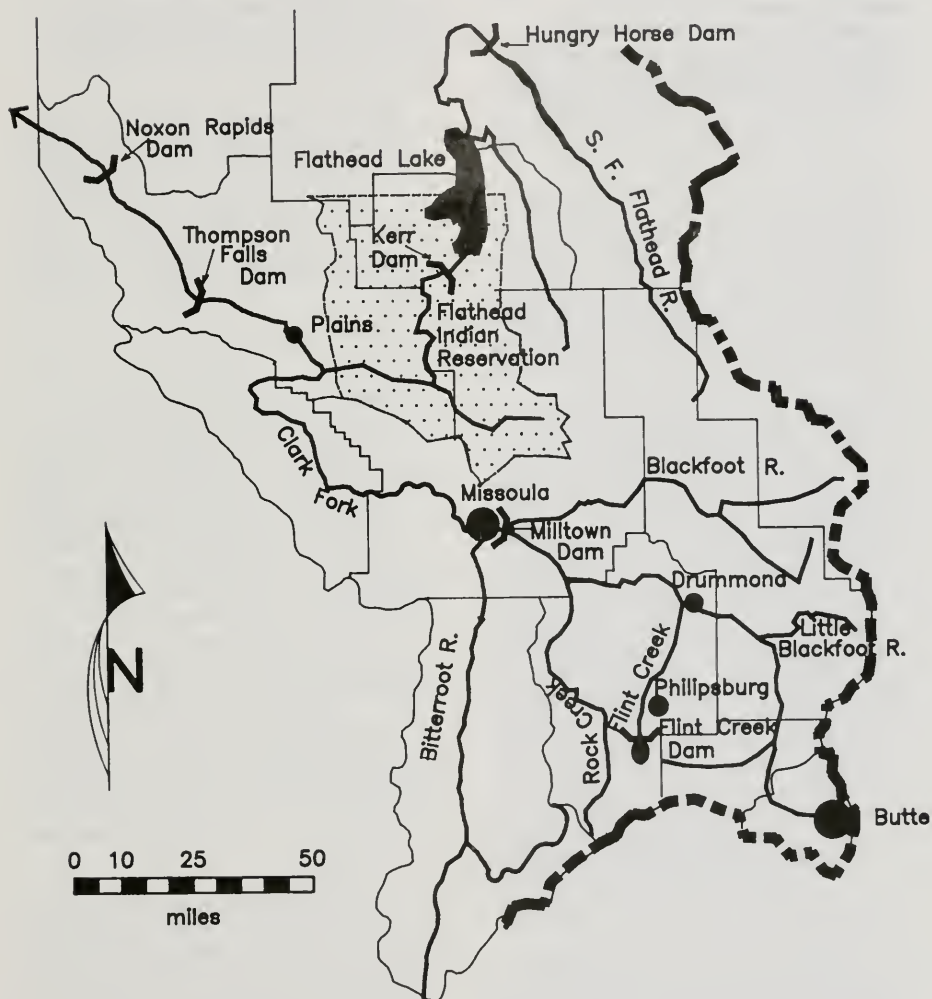 Hungry Horse Dam
Noxon Rapids
Dam
Flathead Lake
S. F. Flathead R.
Thompson
Falls
Dam
Kerr
Dam
Plains
Flathead
Indian
Reservation
Clark
Fork
Blackfoot R.
Missoula
Milltown
Dam
Drummond
Little
Blackfoot R.
Bitterroot R.
Flint Creek
Philipsburg
Rock Creek
Flint Creek
Dam
Butte
N
0 10 25 50
miles